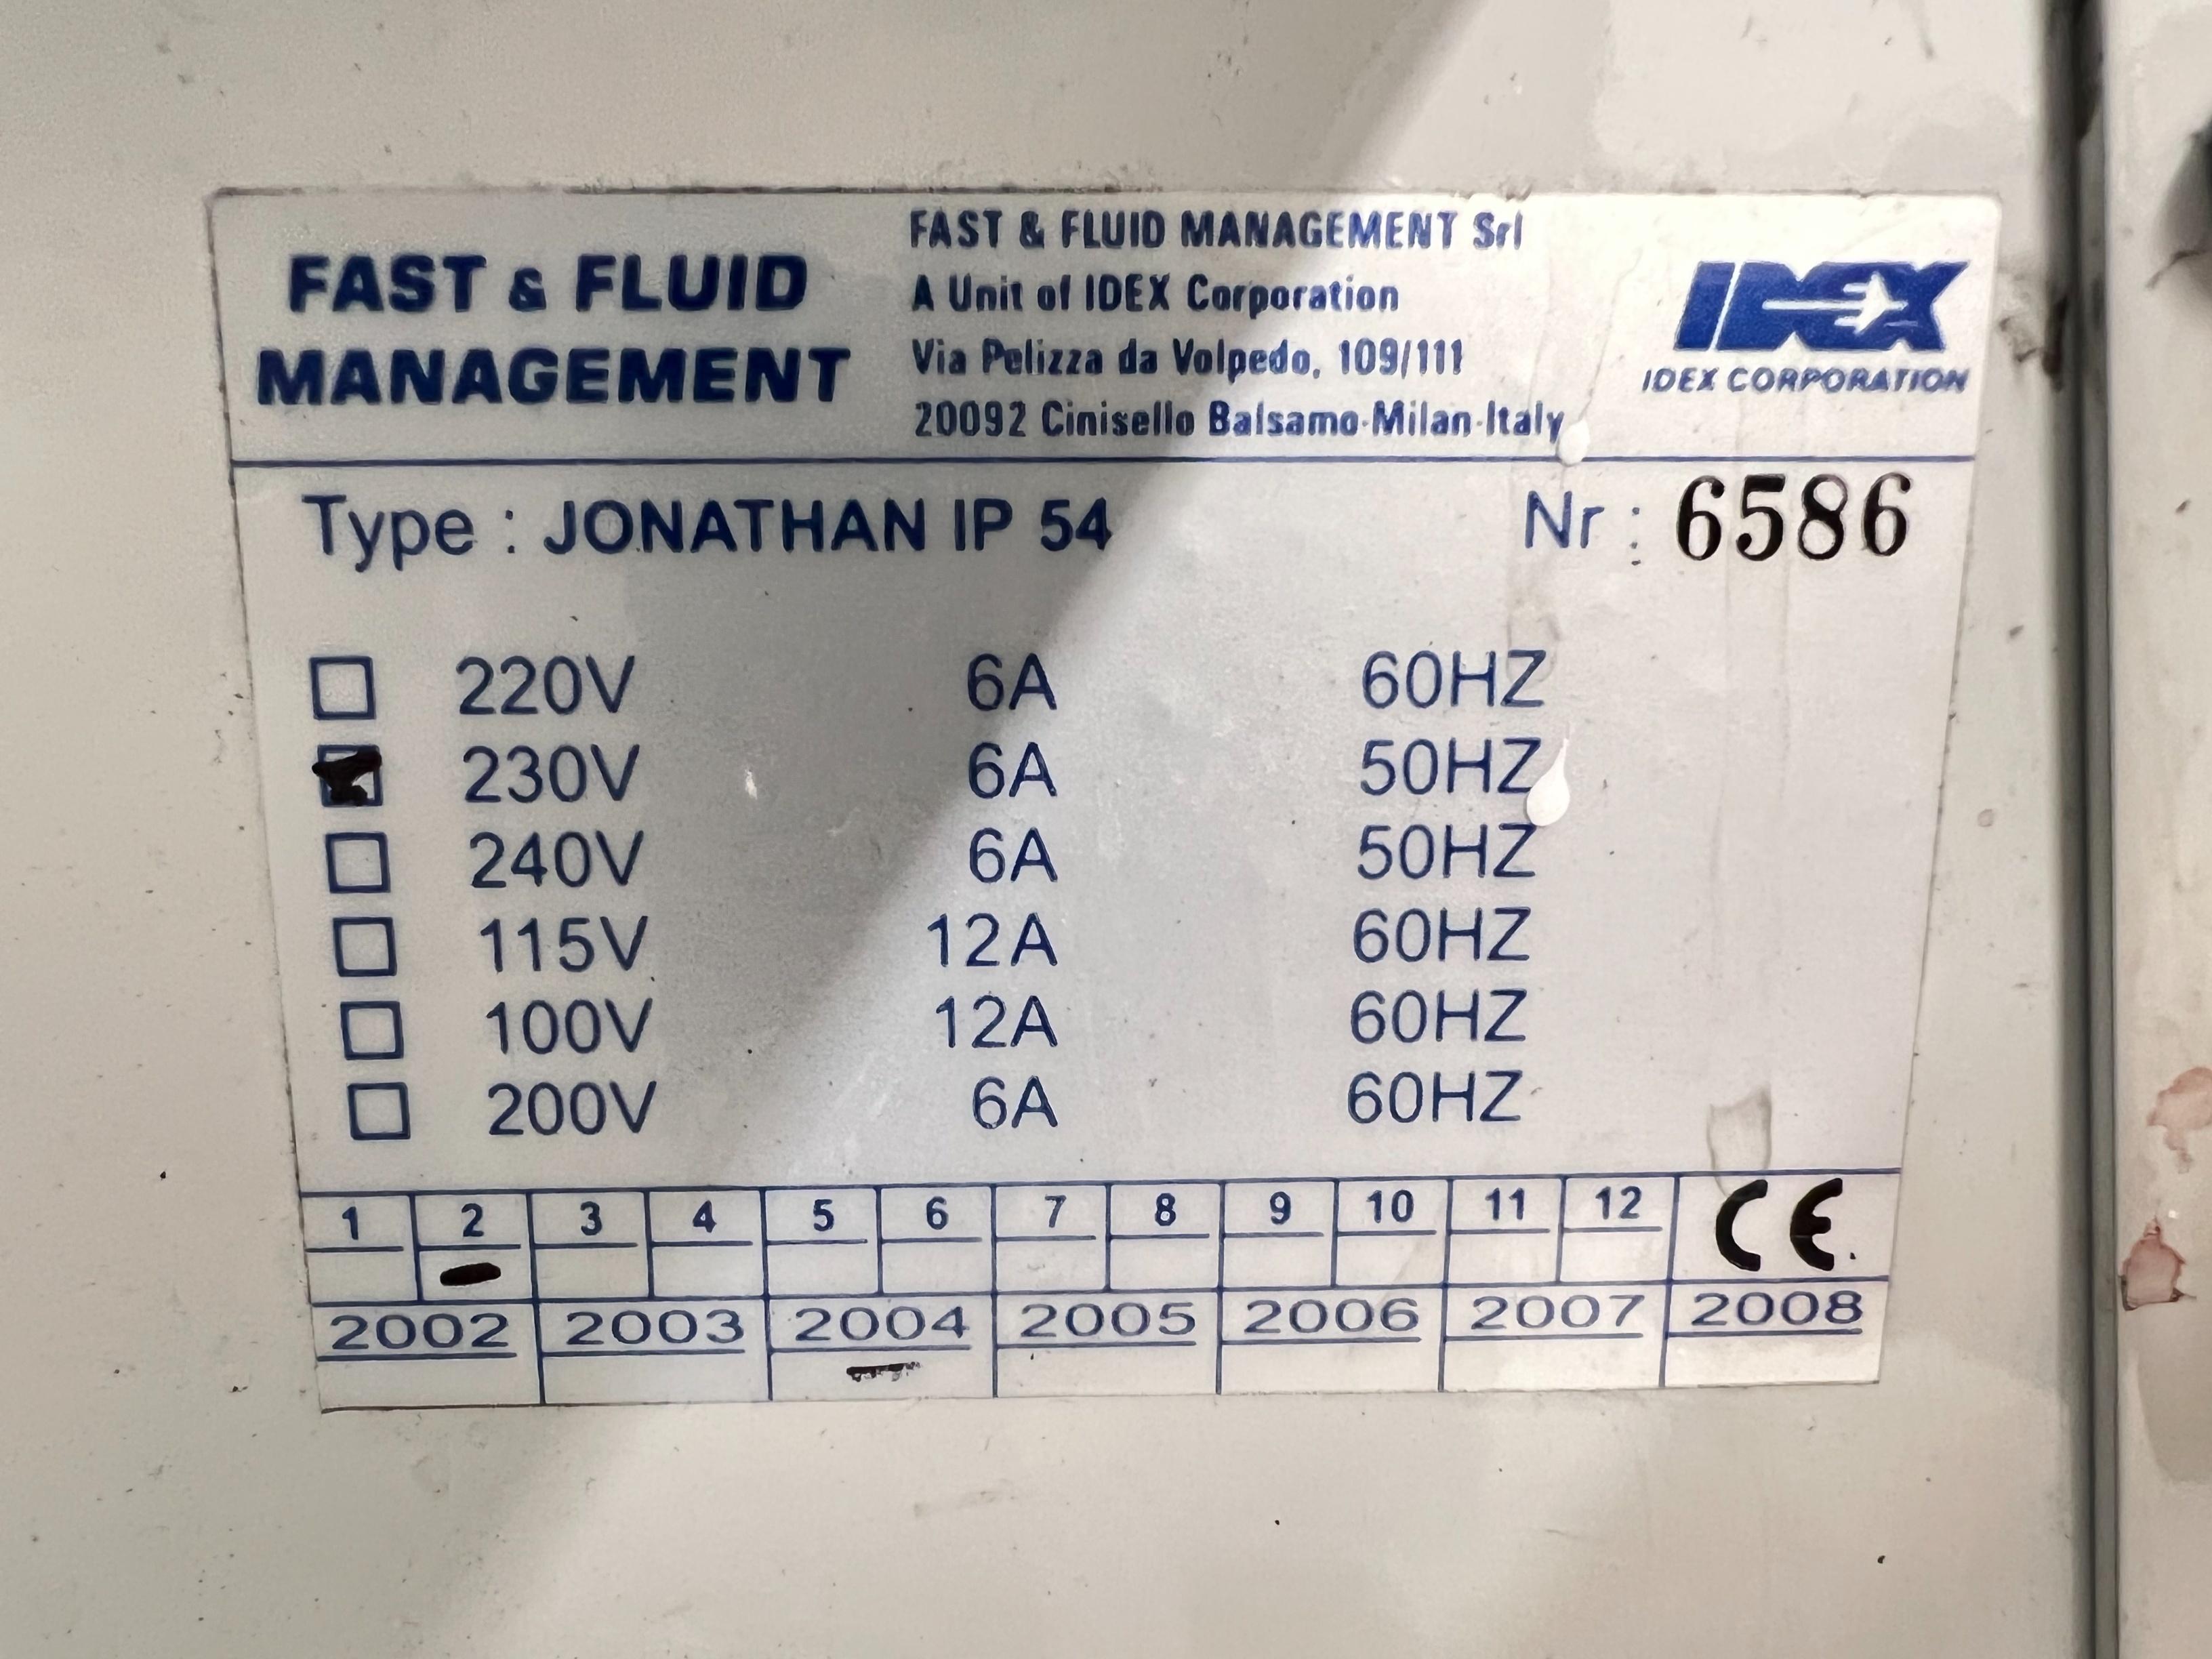 FAST & FLUID
MANAGEMENT
FAST & FLUID MANAGEMENT Srl
A Unit of IDEX Corporation
Via Pelizza da Volpedo, 109/111
20092 Cinisello Balsamo-Milan-Italy
IDEX
IDEX CORPORATION
Type : JONATHAN IP 54 Nr : 6586
220V 6A 60HZ
230V 6A 50HZ
240V 6A 50HZ
115V 12A 60HZ
100V 12A 60HZ
200V 6A 60HZ
1 2 3 4 5 6 7 8 9 10 11 12 CE
2002 2003 2004 2005 2006 2007 2008